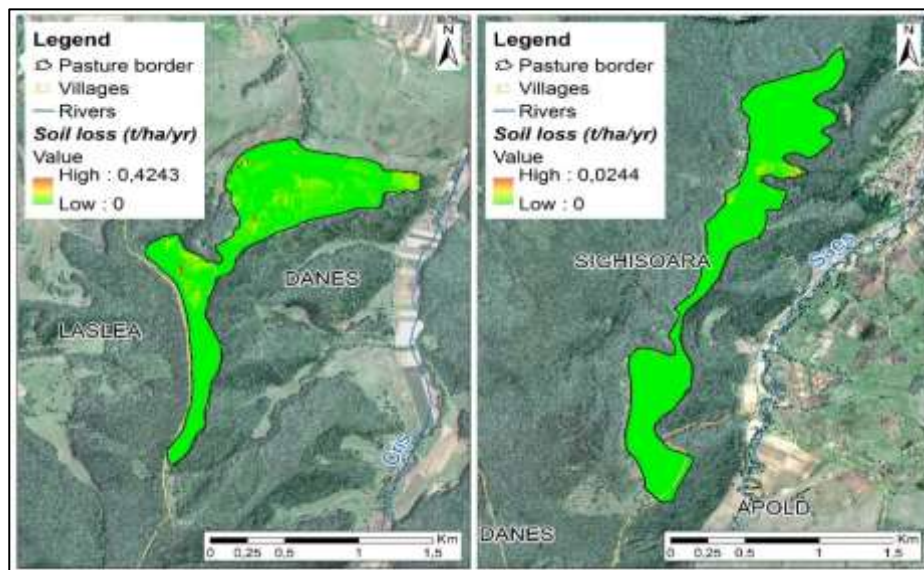 Legend
N
Pasture border
Villages
Rivers
Soil loss (t/ha/yr)
Value
High : 0,4243
Low : 0
DANES
LASLEA
Cris
Km
0 0,25 0,5 1 1,5
Legend
N
Pasture border
Villages
Rivers
Soil loss (t/ha/yr)
Value
High : 0,0244
Low : 0
SIGHISOARA
APOLD
DANES
Km
0 0,25 0,5 1 1,5